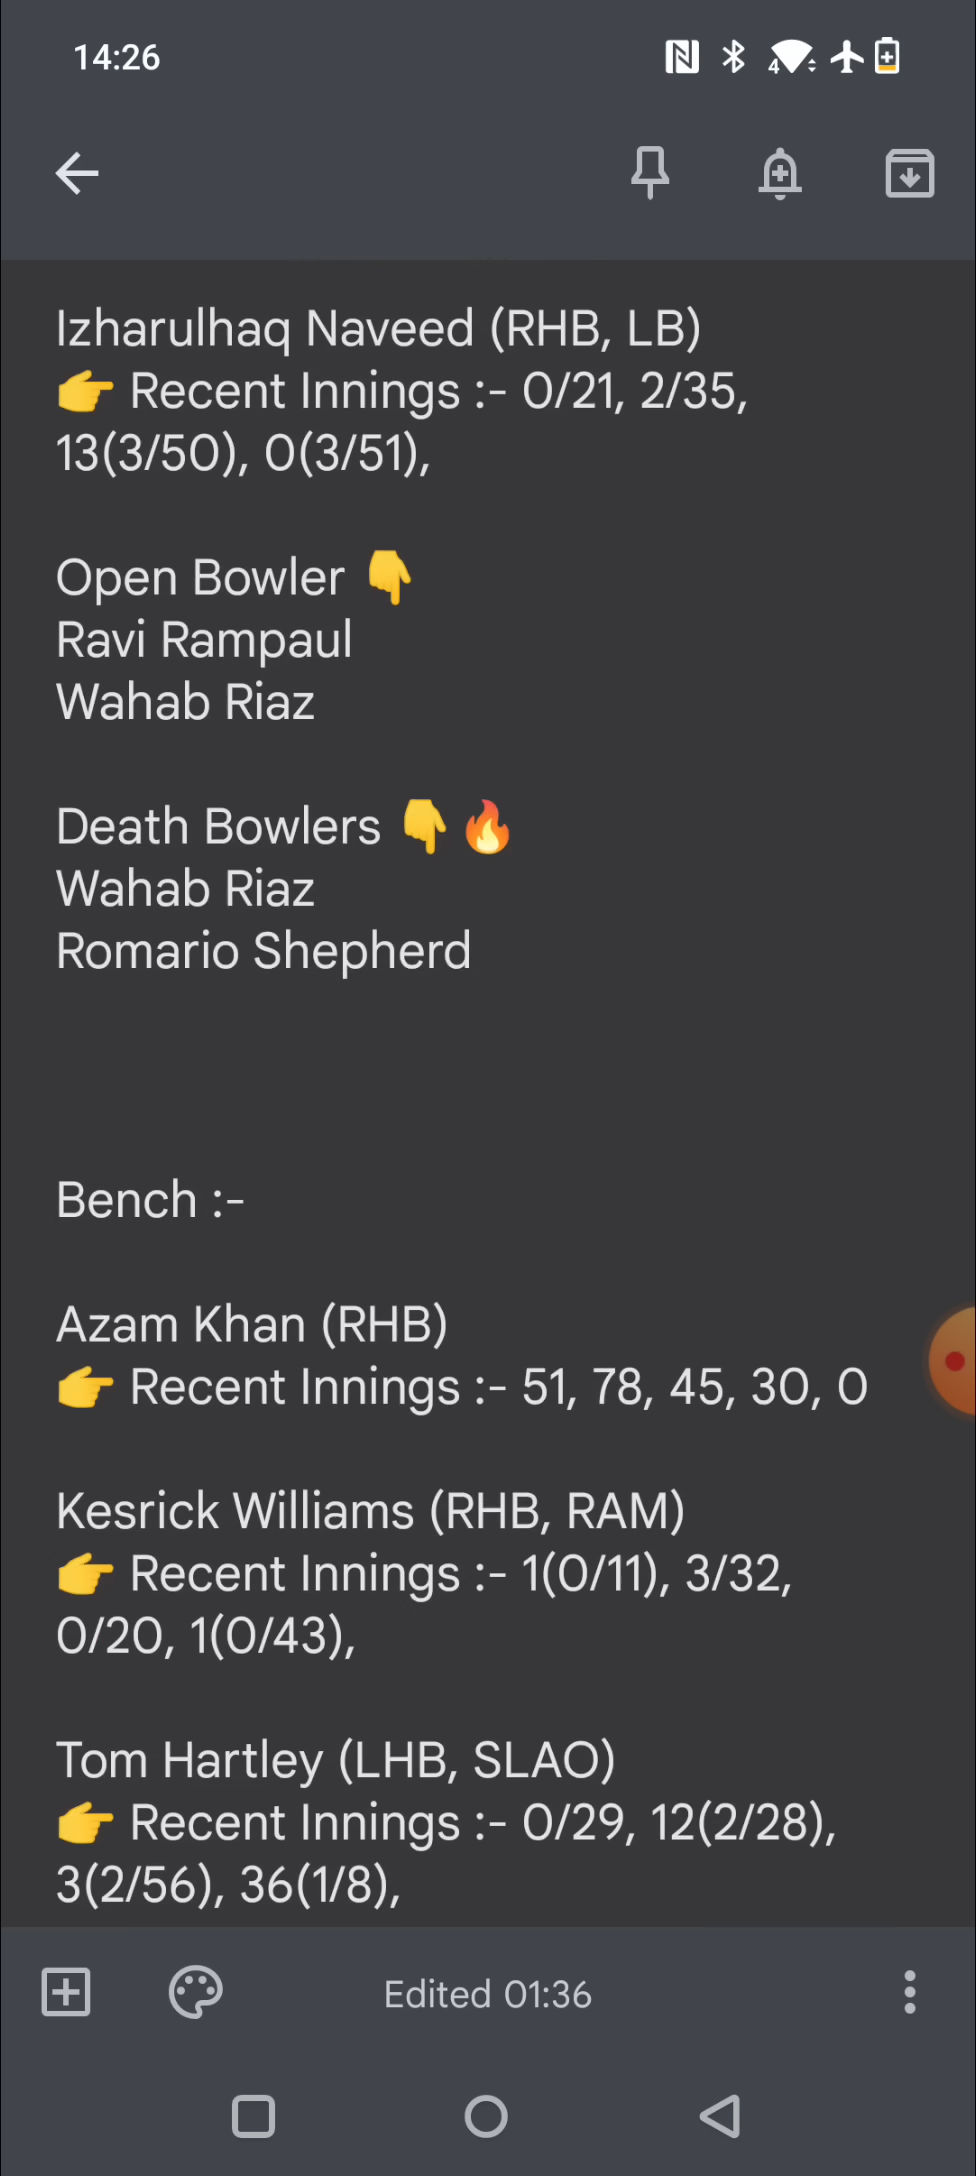 14:26
4
Izharulhaq Naveed (RHB, LB)
👉 Recent Innings :- 0/21, 2/35,
13(3/50), 0(3/51),
Open Bowler 👇
Ravi Rampaul
Wahab Riaz
Death Bowlers 👇🔥
Wahab Riaz
Romario Shepherd
Bench :-
Azam Khan (RHB)
👉 Recent Innings :- 51, 78, 45, 30, 0
Kesrick Williams (RHB, RAM)
👉 Recent Innings :- 1(0/11), 3/32,
0/20, 1(0/43),
Tom Hartley (LHB, SLAO)
👉 Recent Innings :- 0/29, 12(2/28),
3(2/56), 36(1/8),
Edited 01:36